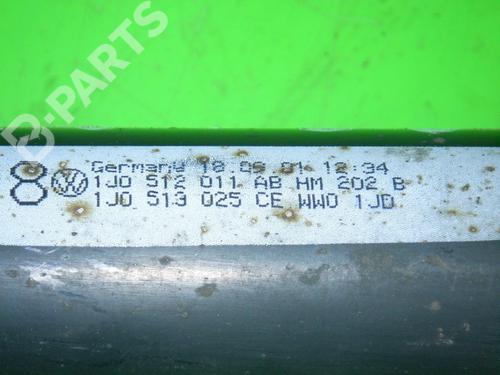 B-PARTS
8 Germany 18.09.01 12:34
1J0 512 011 AB HM 202 B
1J0 513 025 CE WW0 1JD